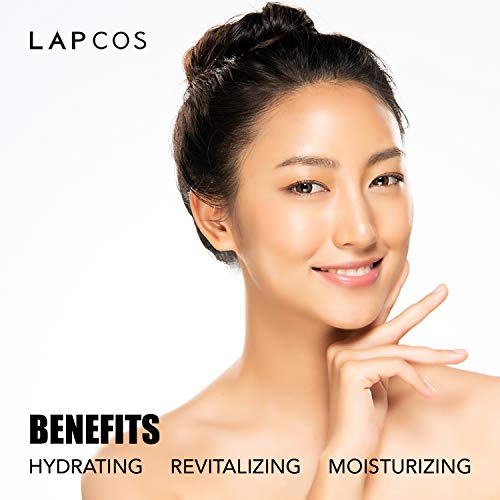 LAPCOS
BENEFITS
HYDRATING REVITALIZING MOISTURIZING